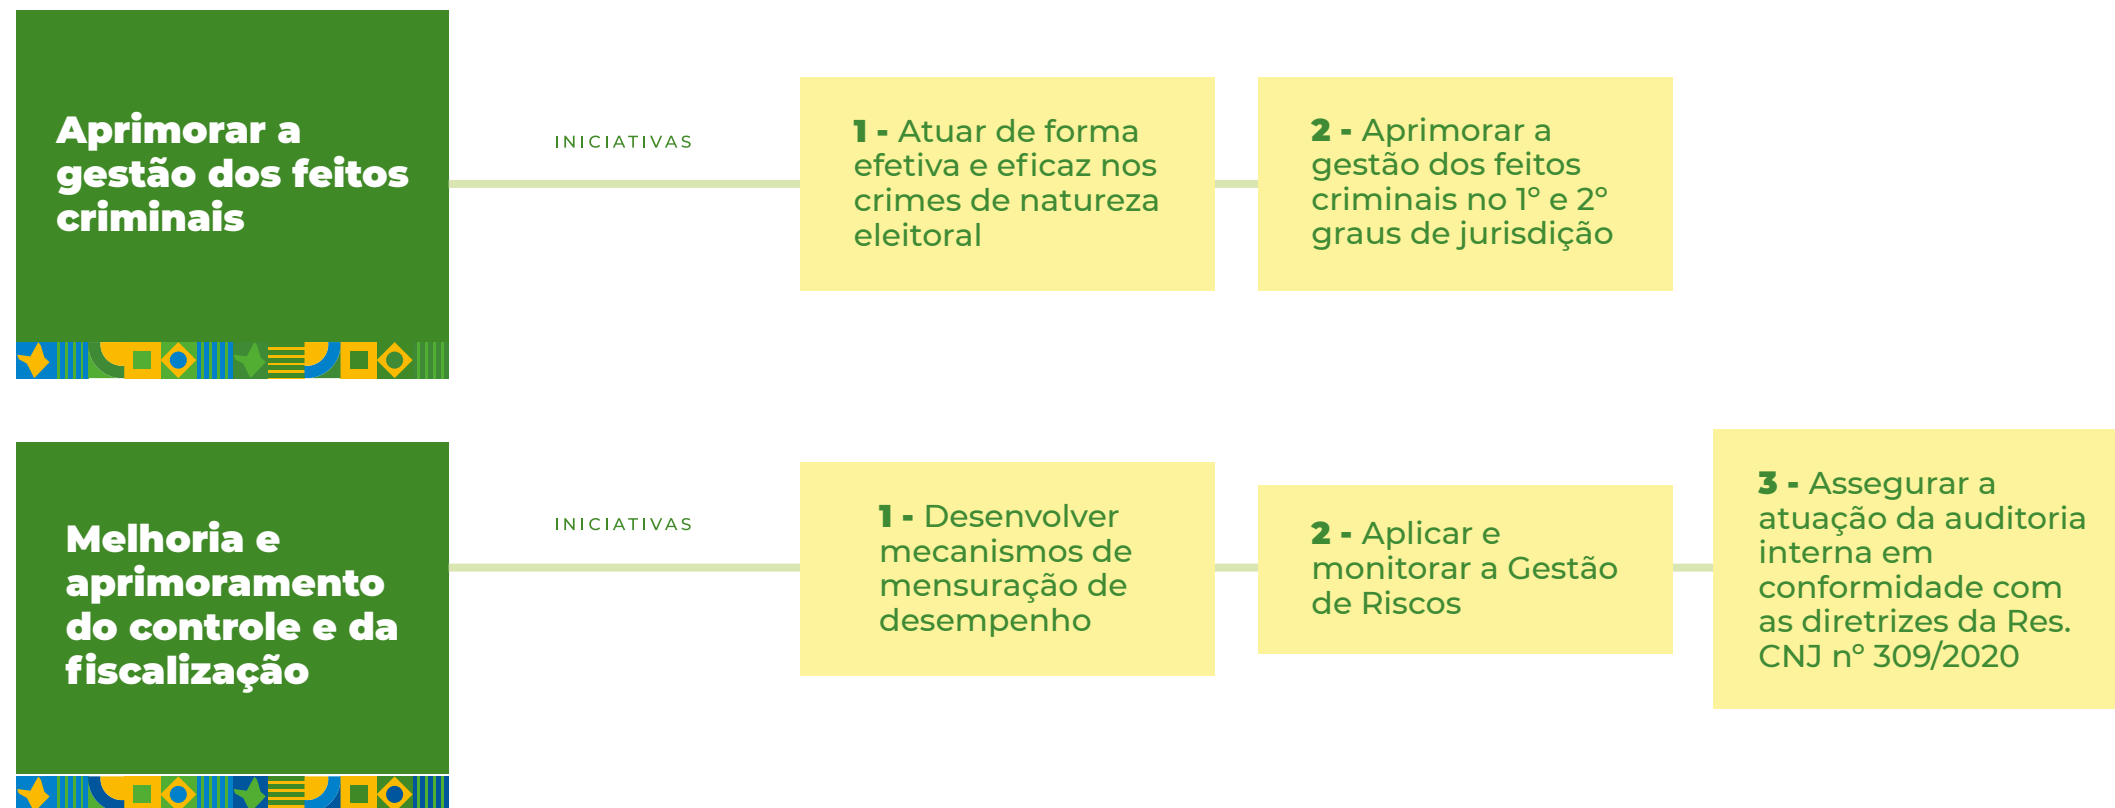 Aprimorar a
gestão dos feitos
criminais
INICIATIVAS
1 - Atuar de forma
efetiva e eficaz nos
crimes de natureza
eleitoral
2 - Aprimorar a
gestão dos feitos
criminais no 1º e 2º
graus de jurisdição
Melhoria e
aprimoramento
do controle e da
fiscalização
INICIATIVAS
1 - Desenvolver
mecanismos de
mensuração de
desempenho
2 - Aplicar e
monitorar a Gestão
de Riscos
3 - Assegurar a
atuação da auditoria
interna em
conformidade com
as diretrizes da Res.
CNJ nº 309/2020